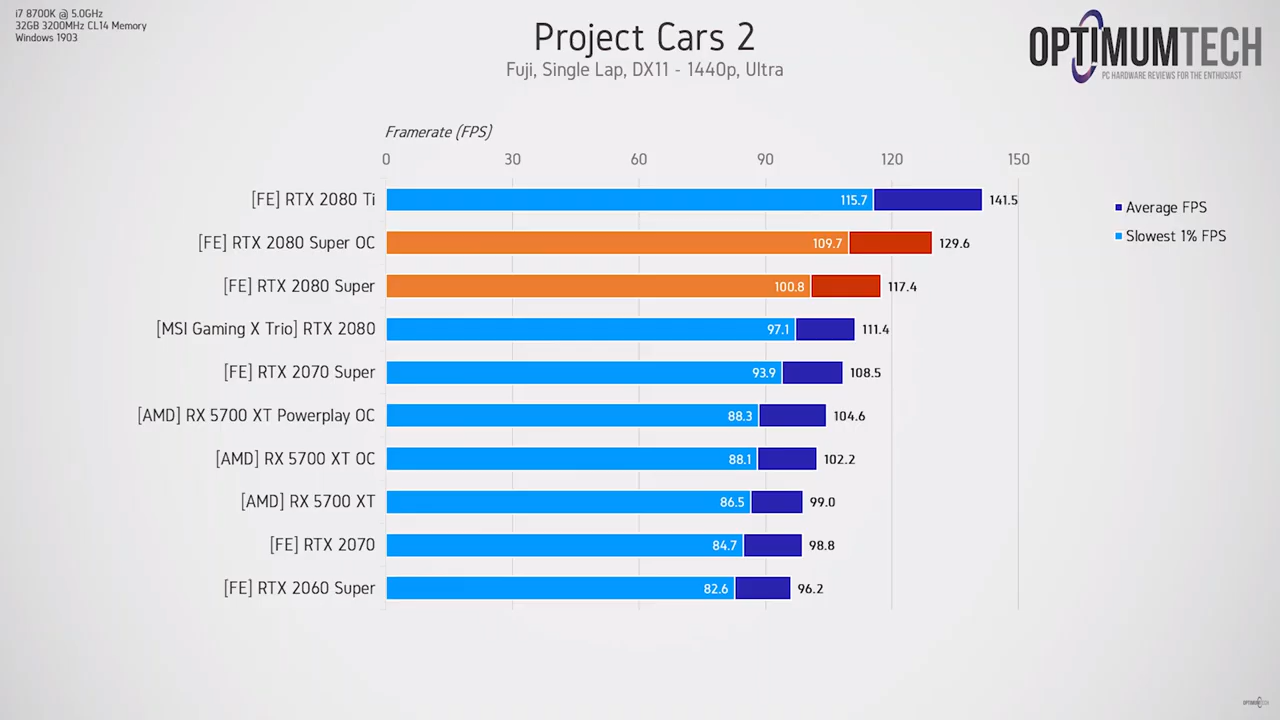 i7 8700K @ 5.0GHz
32GB 3200MHz CL14 Memory
Windows 1903
Project Cars 2
Fuji, Single Lap, DX11 - 1440p, Ultra
OPTIMUMTECH
PC HARDWARE REVIEWS FOR THE ENTHUSIAST
Framerate (FPS)
0 30 60 90 120 150
[FE] RTX 2080 Ti 115.7 141.5
[FE] RTX 2080 Super OC 109.7 129.6
[FE] RTX 2080 Super 100.8 117.4
[MSI Gaming X Trio] RTX 2080 97.1 111.4
[FE] RTX 2070 Super 93.9 108.5
[AMD] RX 5700 XT Powerplay OC 88.3 104.6
[AMD] RX 5700 XT OC 88.1 102.2
[AMD] RX 5700 XT 86.5 99.0
[FE] RTX 2070 84.7 98.8
[FE] RTX 2060 Super 82.6 96.2
Average FPS
Slowest 1% FPS
OPTIMUMTECH